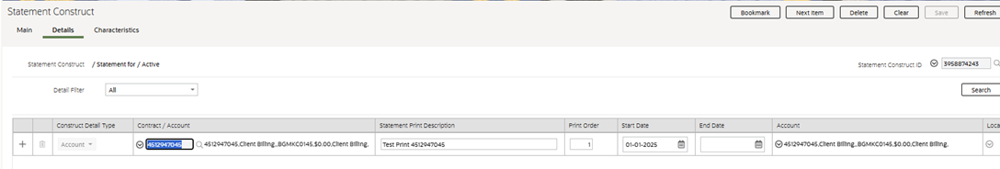 Statement Construct
Bookmark Next Item Delete Clear Save Refresh
Main Details Characteristics
Statement Construct / Statement for / Active
Statement Construct ID 3958874243
Detail Filter All
Search
Construct Detail Type Contract / Account Statement Print Description Print Order Start Date End Date Account Loca
Account 4512947045 4512947045,Client Billing,,BGMKC0145,$0.00,Client Billing, Test Print 4512947045 1 01-01-2025 4512947045,Client Billing,,BGMKC0145,$0.00,Client Billing,